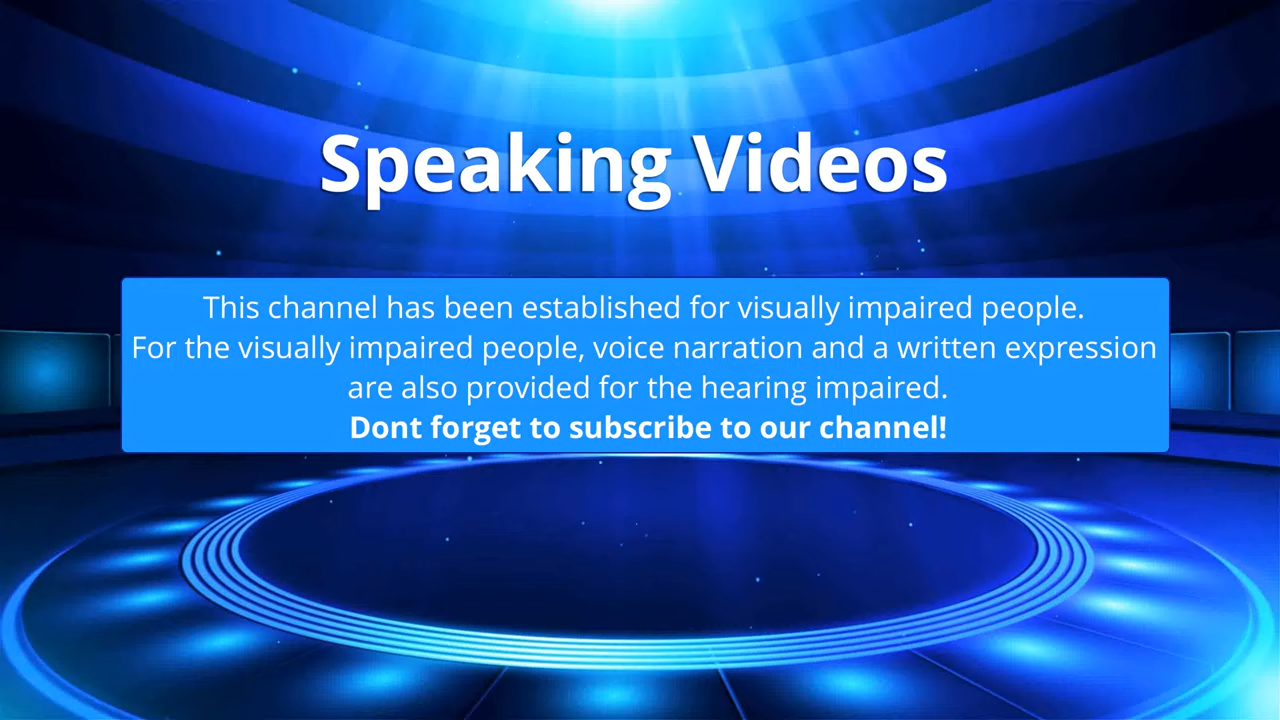 Speaking Videos
This channel has been established for visually impaired people.
For the visually impaired people, voice narration and a written expression
are also provided for the hearing impaired.
Dont forget to subscribe to our channel!